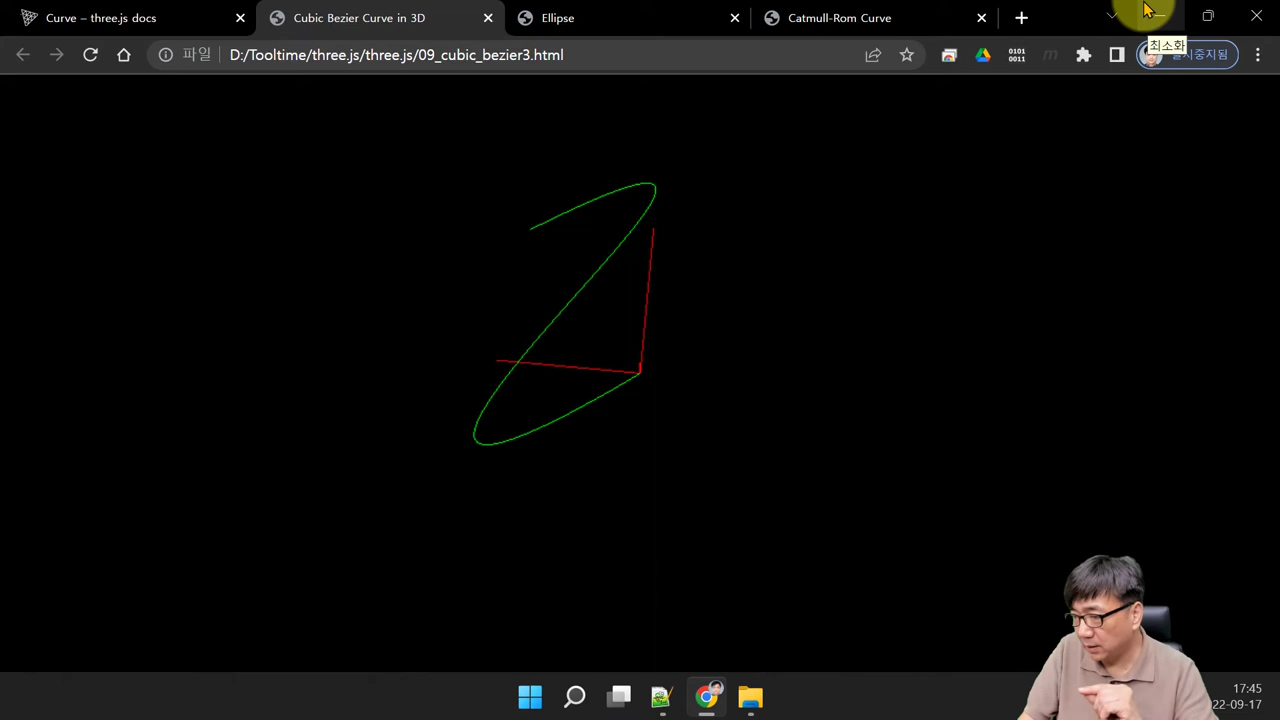 Curve – three.js docs
Cubic Bezier Curve in 3D
Ellipse
Catmull-Rom Curve
파일
D:/Tooltime/three.js/three.js/09_cubic_bezier3.html
0101
0011
m
최소화
일시중지됨
17:45
22-09-17